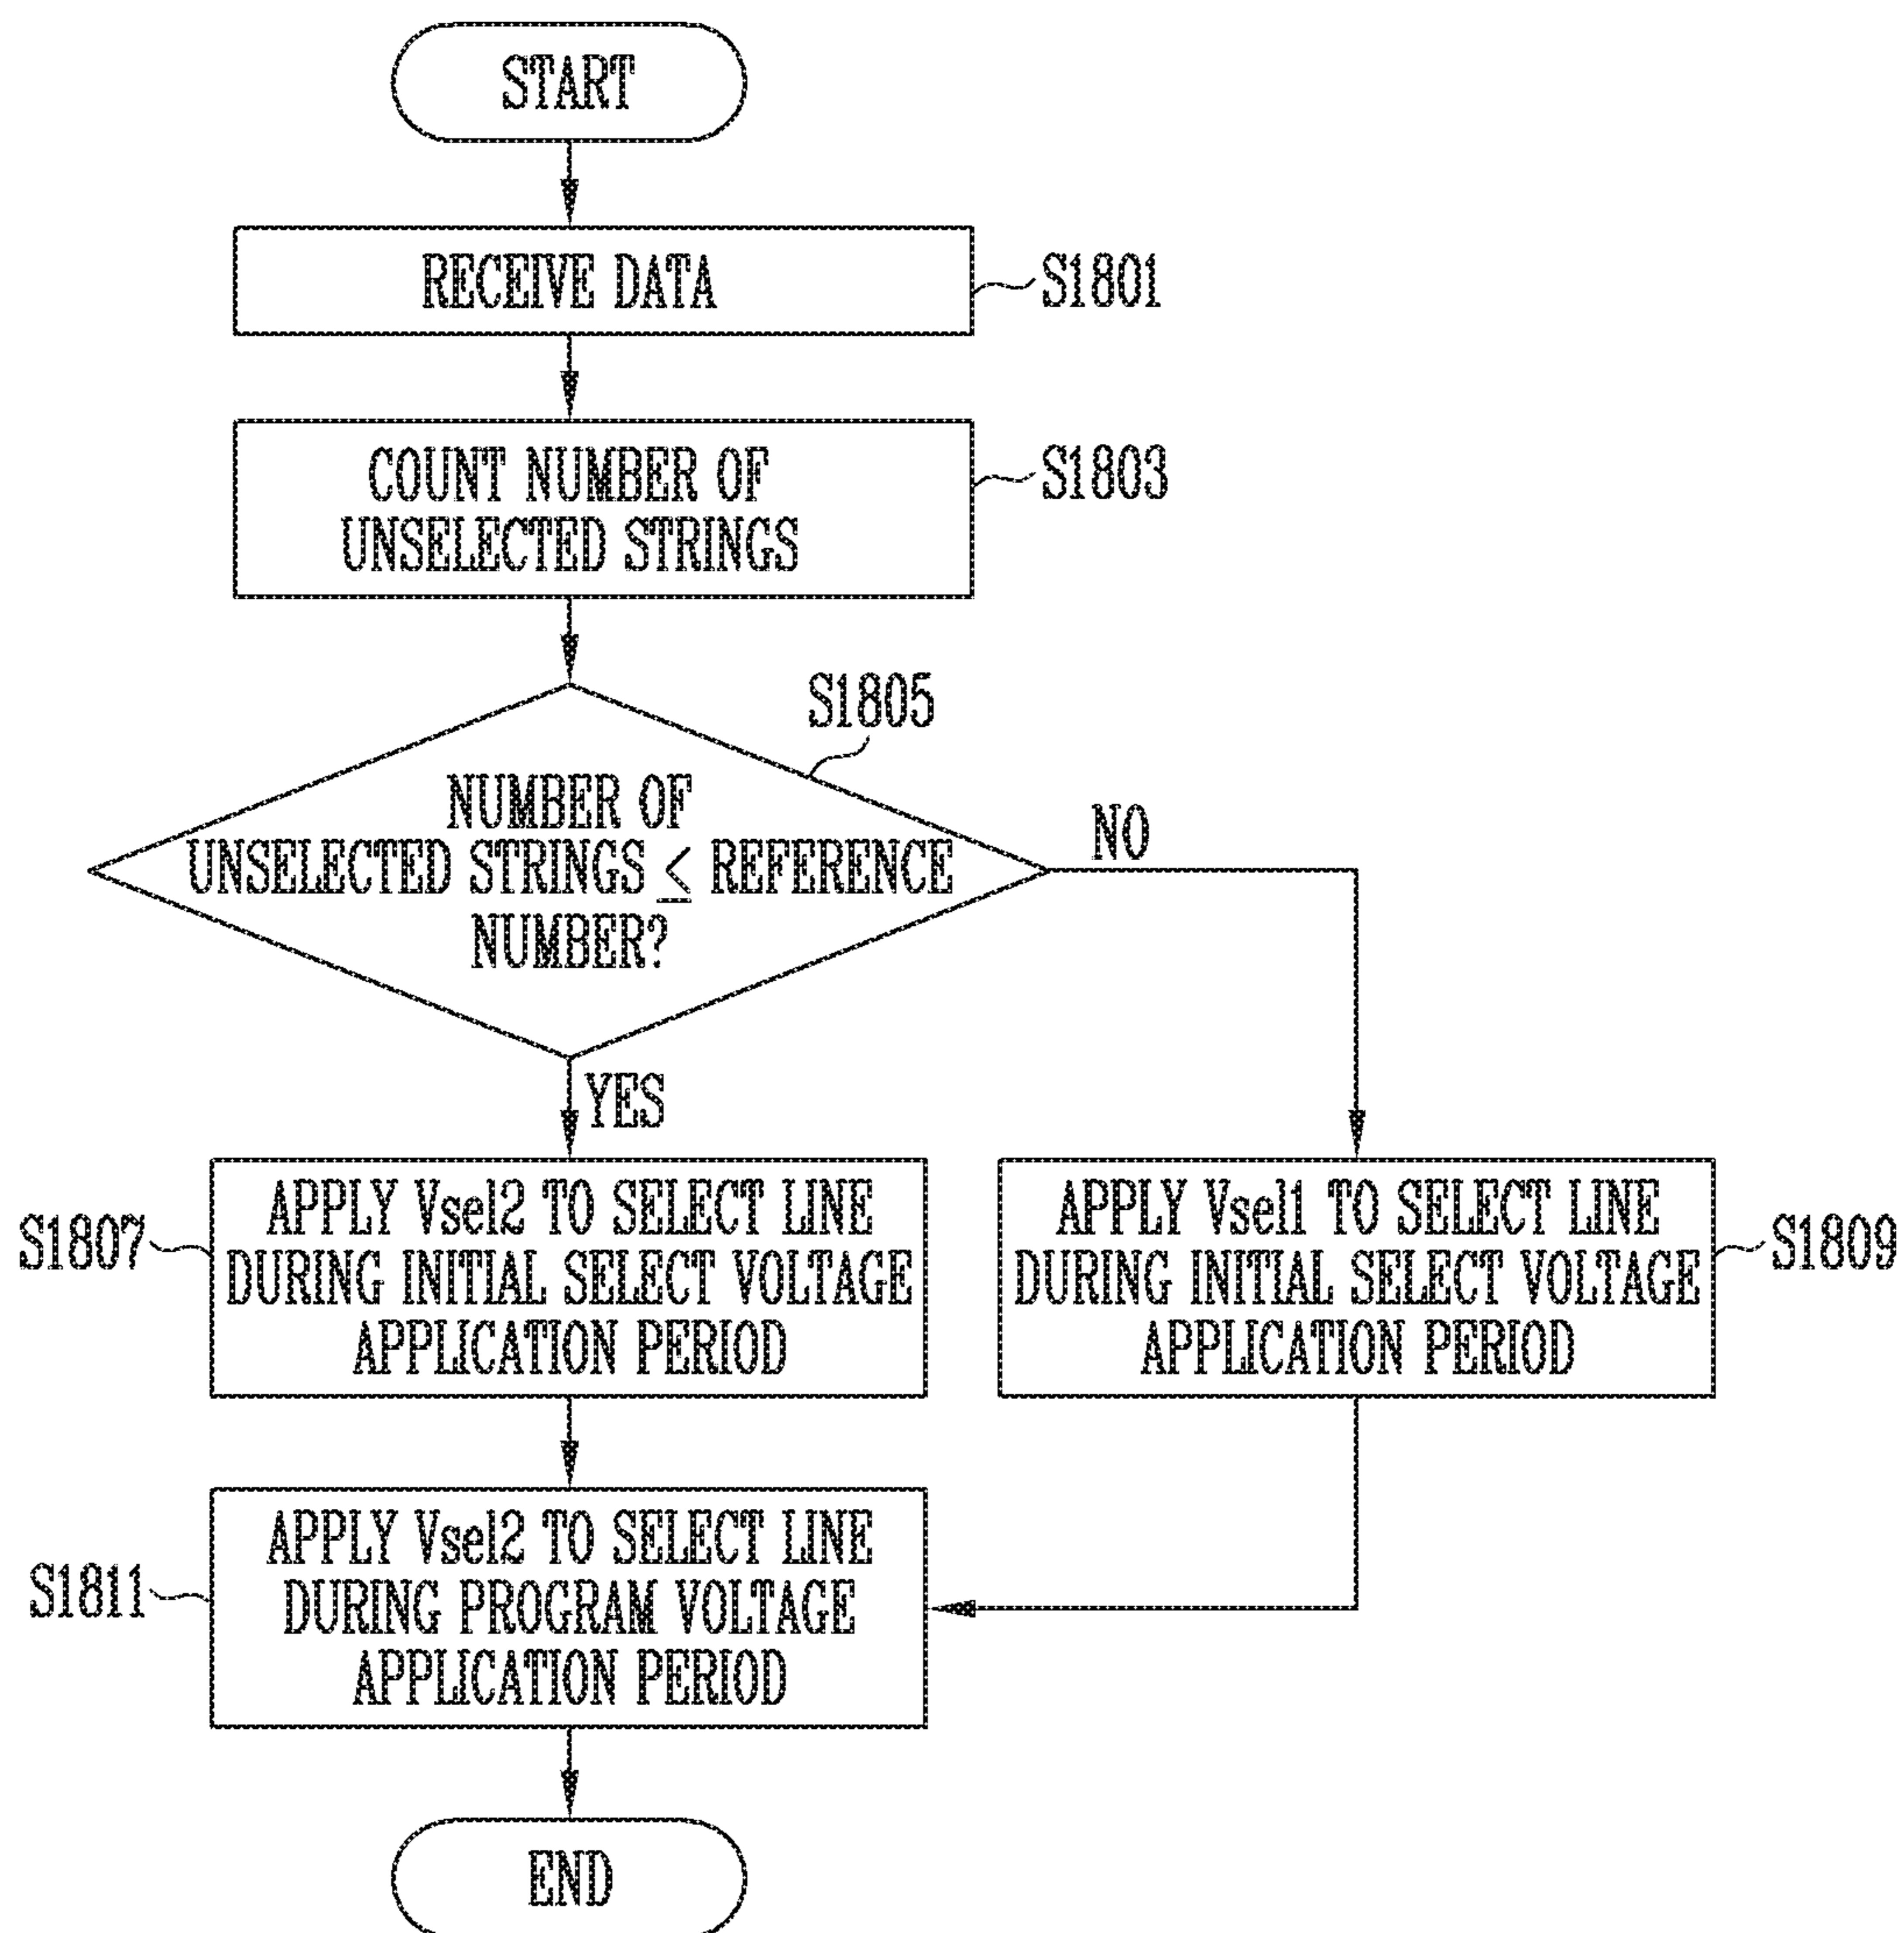 START
RECEIVE DATA
S1801
COUNT NUMBER OF
UNSELECTED STRINGS
S1803
S1805
NUMBER OF
UNSELECTED STRINGS ≤ REFERENCE
NUMBER?
NO
YES
S1807
APPLY Vsel2 TO SELECT LINE
DURING INITIAL SELECT VOLTAGE
APPLICATION PERIOD
APPLY Vsel1 TO SELECT LINE
DURING INITIAL SELECT VOLTAGE
APPLICATION PERIOD
S1809
S1811
APPLY Vsel2 TO SELECT LINE
DURING PROGRAM VOLTAGE
APPLICATION PERIOD
END